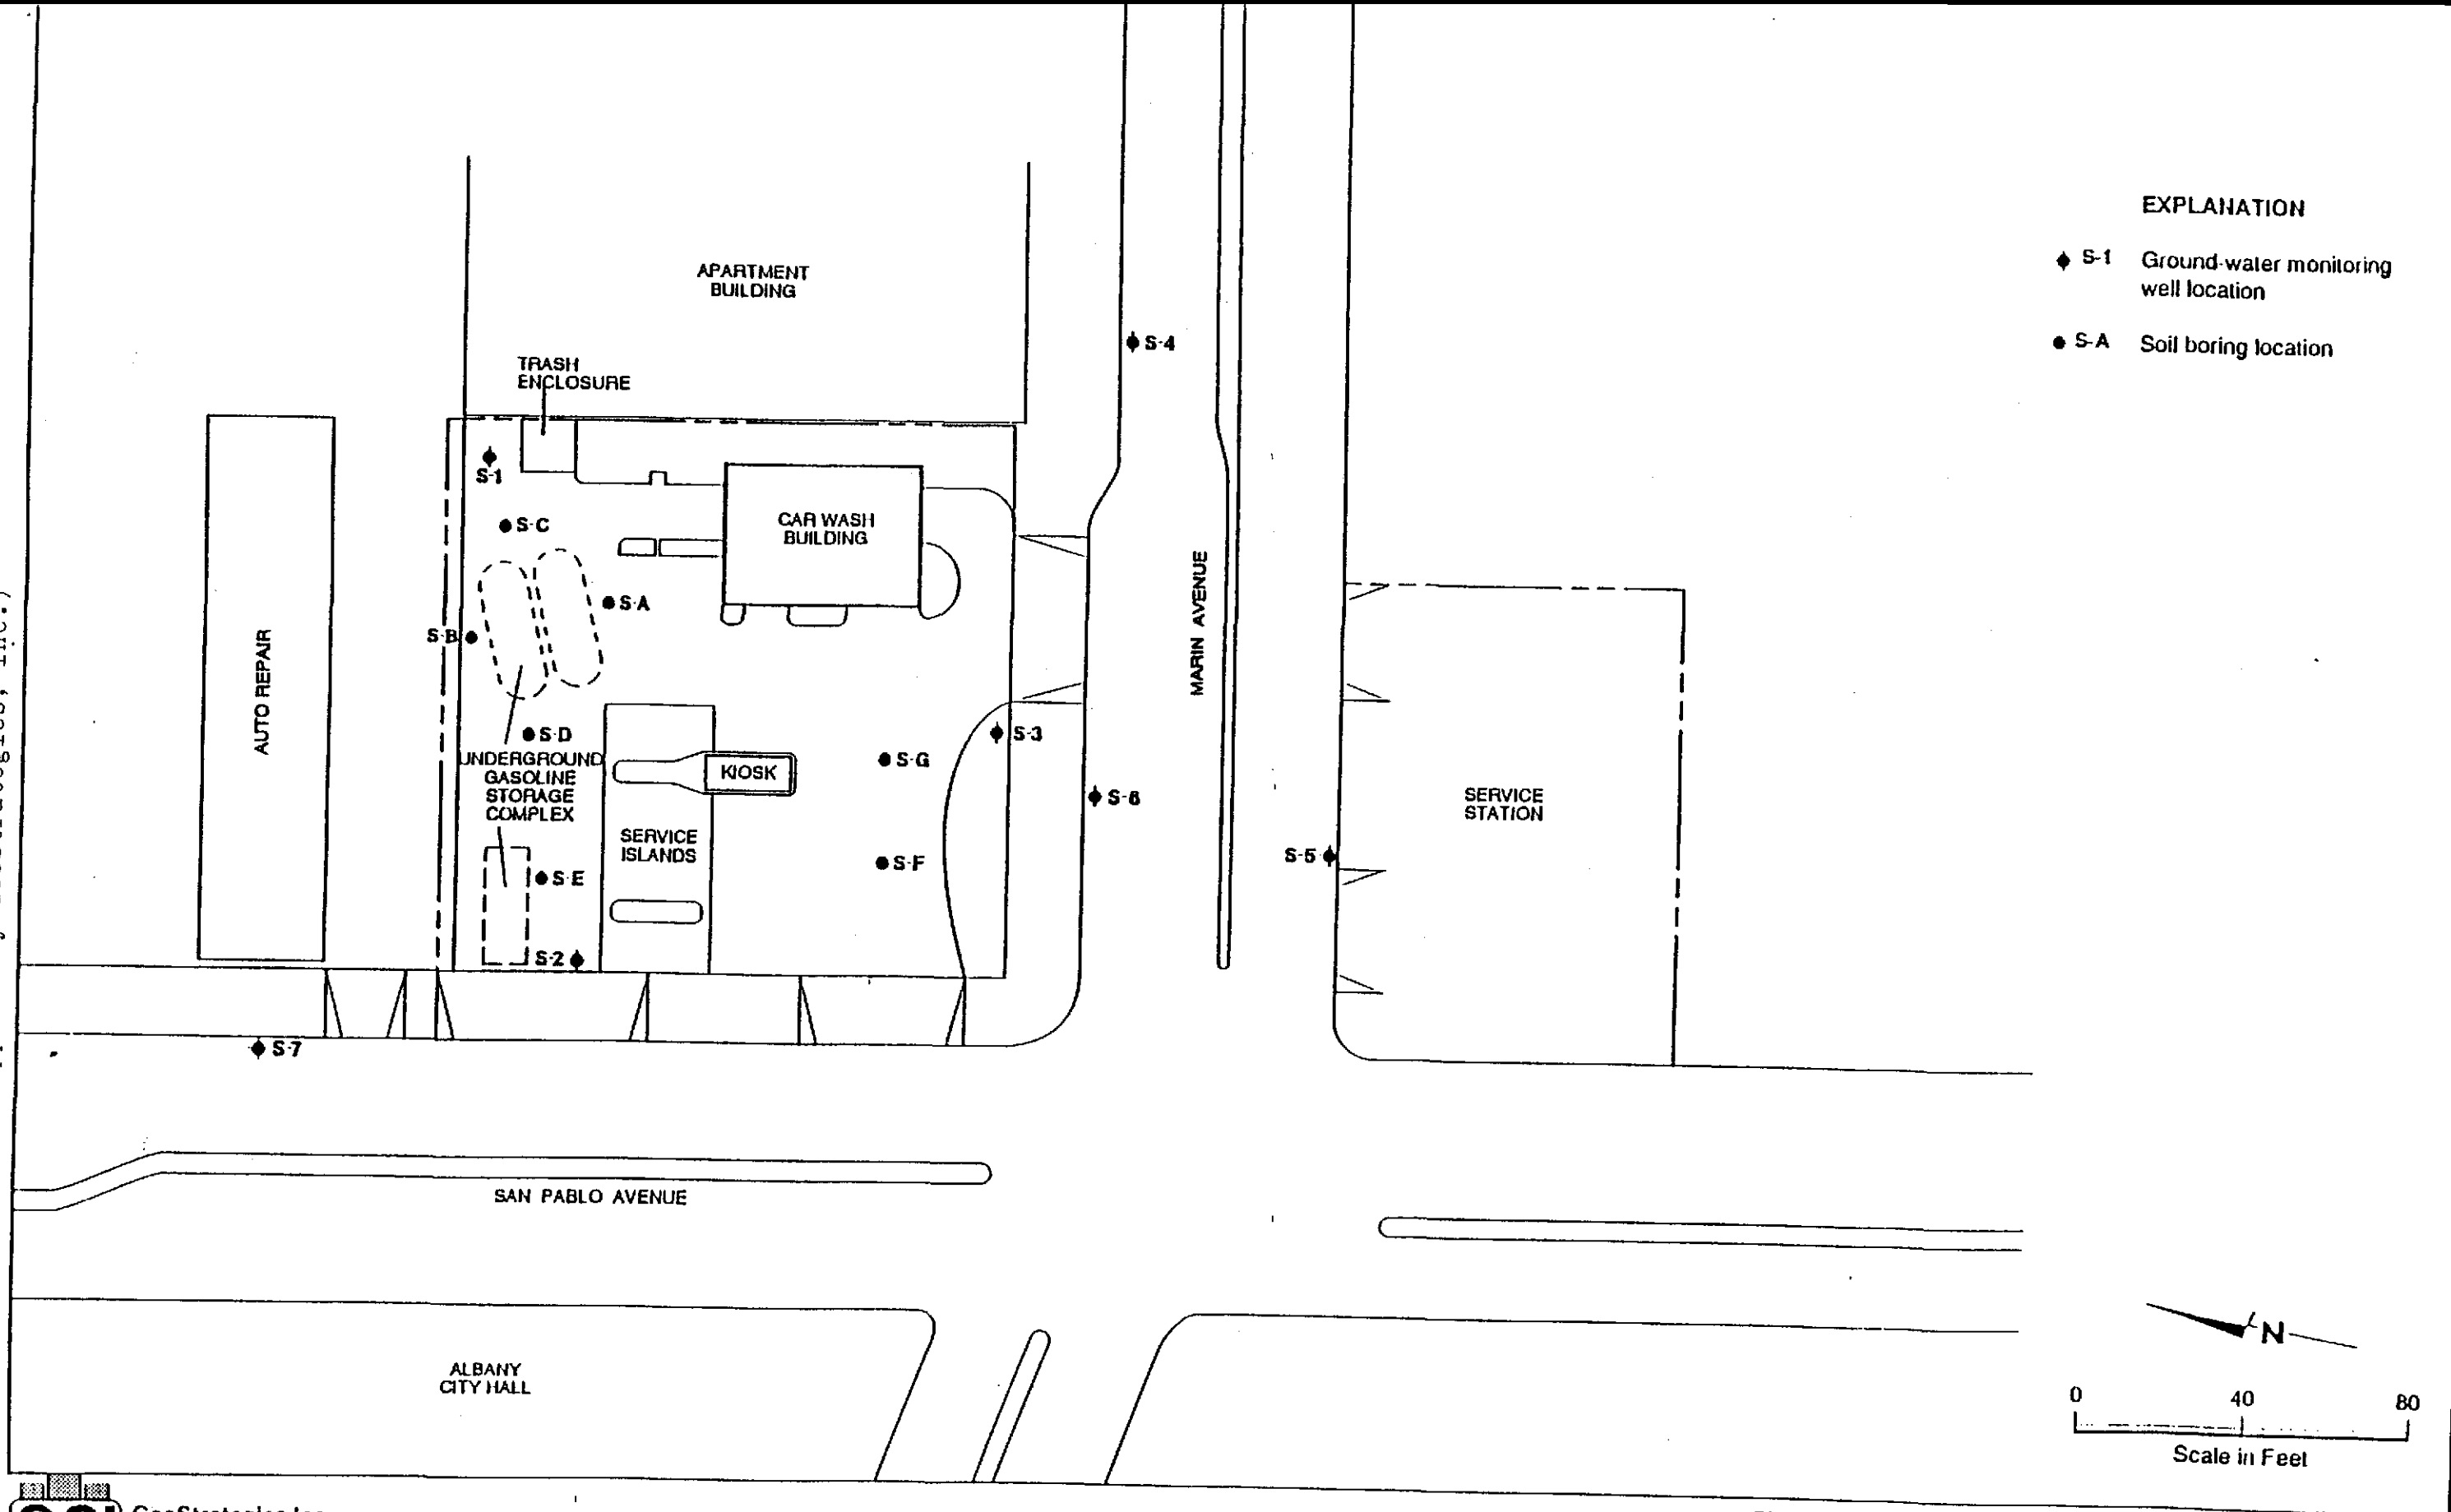 EXPLANATION
S-1 Ground-water monitoring
well location
S-A Soil boring location
APARTMENT
BUILDING
S-4
TRASH
ENCLOSURE
S-1
S-C
CAR WASH
BUILDING
S-A
S-B
MARIN AVENUE
AUTO REPAIR
S-D
S-3
UNDERGROUND
GASOLINE
STORAGE
COMPLEX
KIOSK
S-G
S-6
SERVICE
STATION
SERVICE
ISLANDS
S-5
S-F
S-E
S-2
S-7
SAN PABLO AVENUE
N
ALBANY
CITY HALL
0 40 80
Scale in Feet